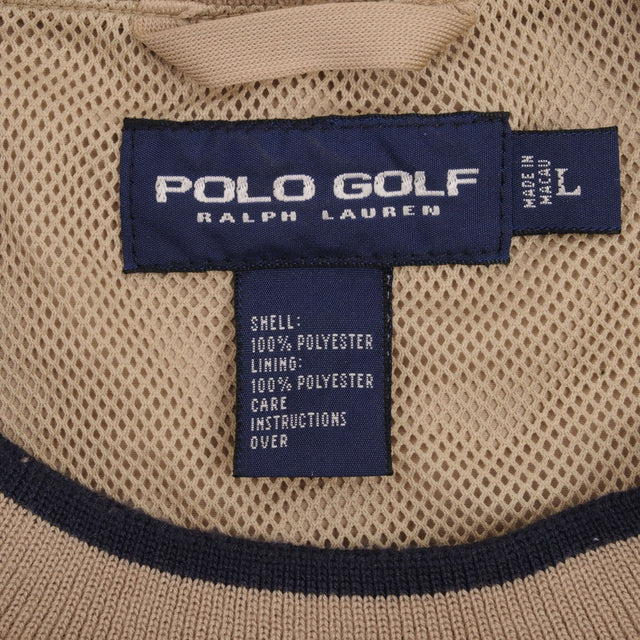 POLO GOLF
RALPH LAUREN
MADE IN
MACAU
L
SHELL:
100% POLYESTER
LINING:
100% POLYESTER
CARE
INSTRUCTIONS
OVER